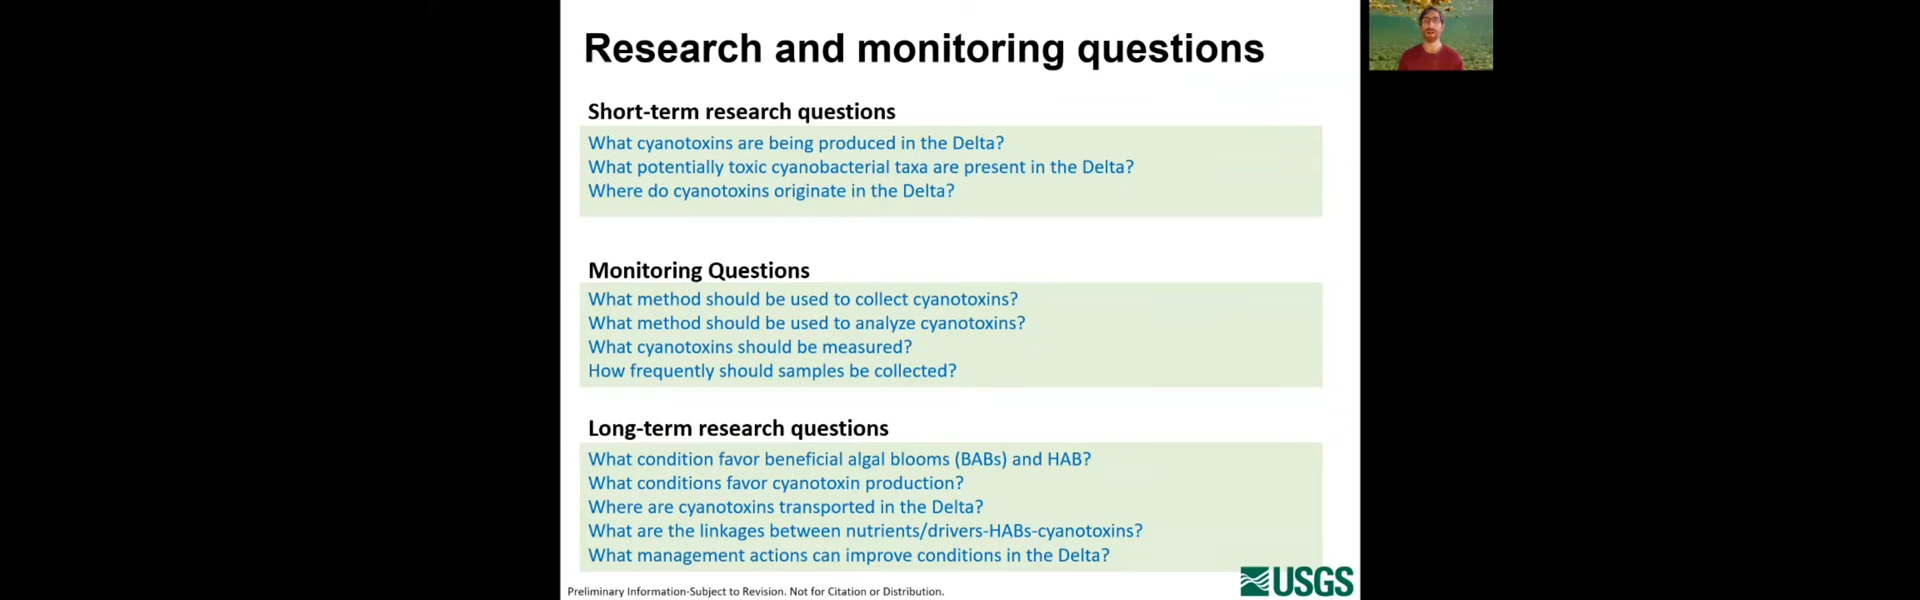 Research and monitoring questions
Short-term research questions
What cyanotoxins are being produced in the Delta?
What potentially toxic cyanobacterial taxa are present in the Delta?
Where do cyanotoxins originate in the Delta?
Monitoring Questions
What method should be used to collect cyanotoxins?
What method should be used to analyze cyanotoxins?
What cyanotoxins should be measured?
How frequently should samples be collected?
Long-term research questions
What condition favor beneficial algal blooms (BABs) and HAB?
What conditions favor cyanotoxin production?
Where are cyanotoxins transported in the Delta?
What are the linkages between nutrients/drivers-HABs-cyanotoxins?
What management actions can improve conditions in the Delta?
Preliminary Information-Subject to Revision. Not for Citation or Distribution.
USGS